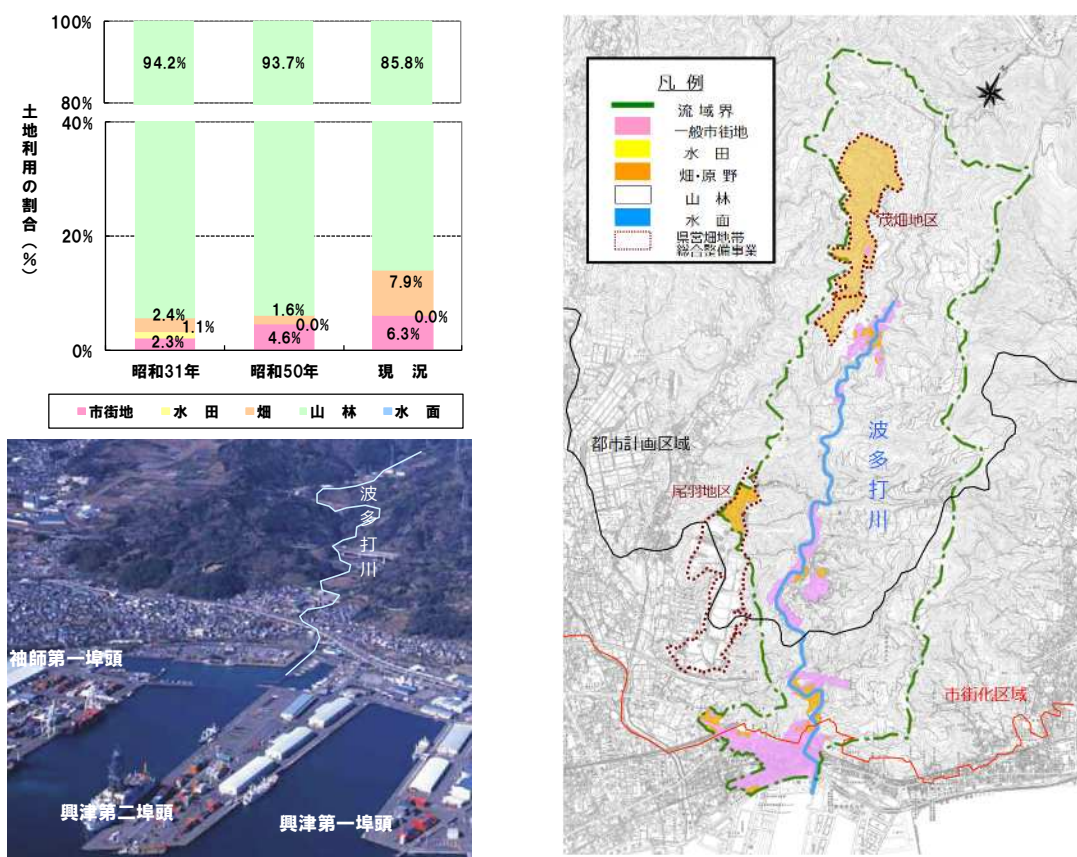 100%
94.2%
93.7%
85.8%
80%
40%
土地利用の割合（％）
20%
7.9%
2.4%
1.6%
0.0%
1.1%
0.0%
2.3%
4.6%
6.3%
0%
昭和31年
昭和50年
現 況
市街地 水 田 畑 山 林 水 面
波多打川
袖師第一埠頭
興津第二埠頭
興津第一埠頭
凡 例
流 域 界
一般市街地
水 田
畑・原 野
山 林
水 面
県営畑地帯
総合整備事業
茂畑地区
波多打川
都市計画区域
尾羽地区
市街化区域